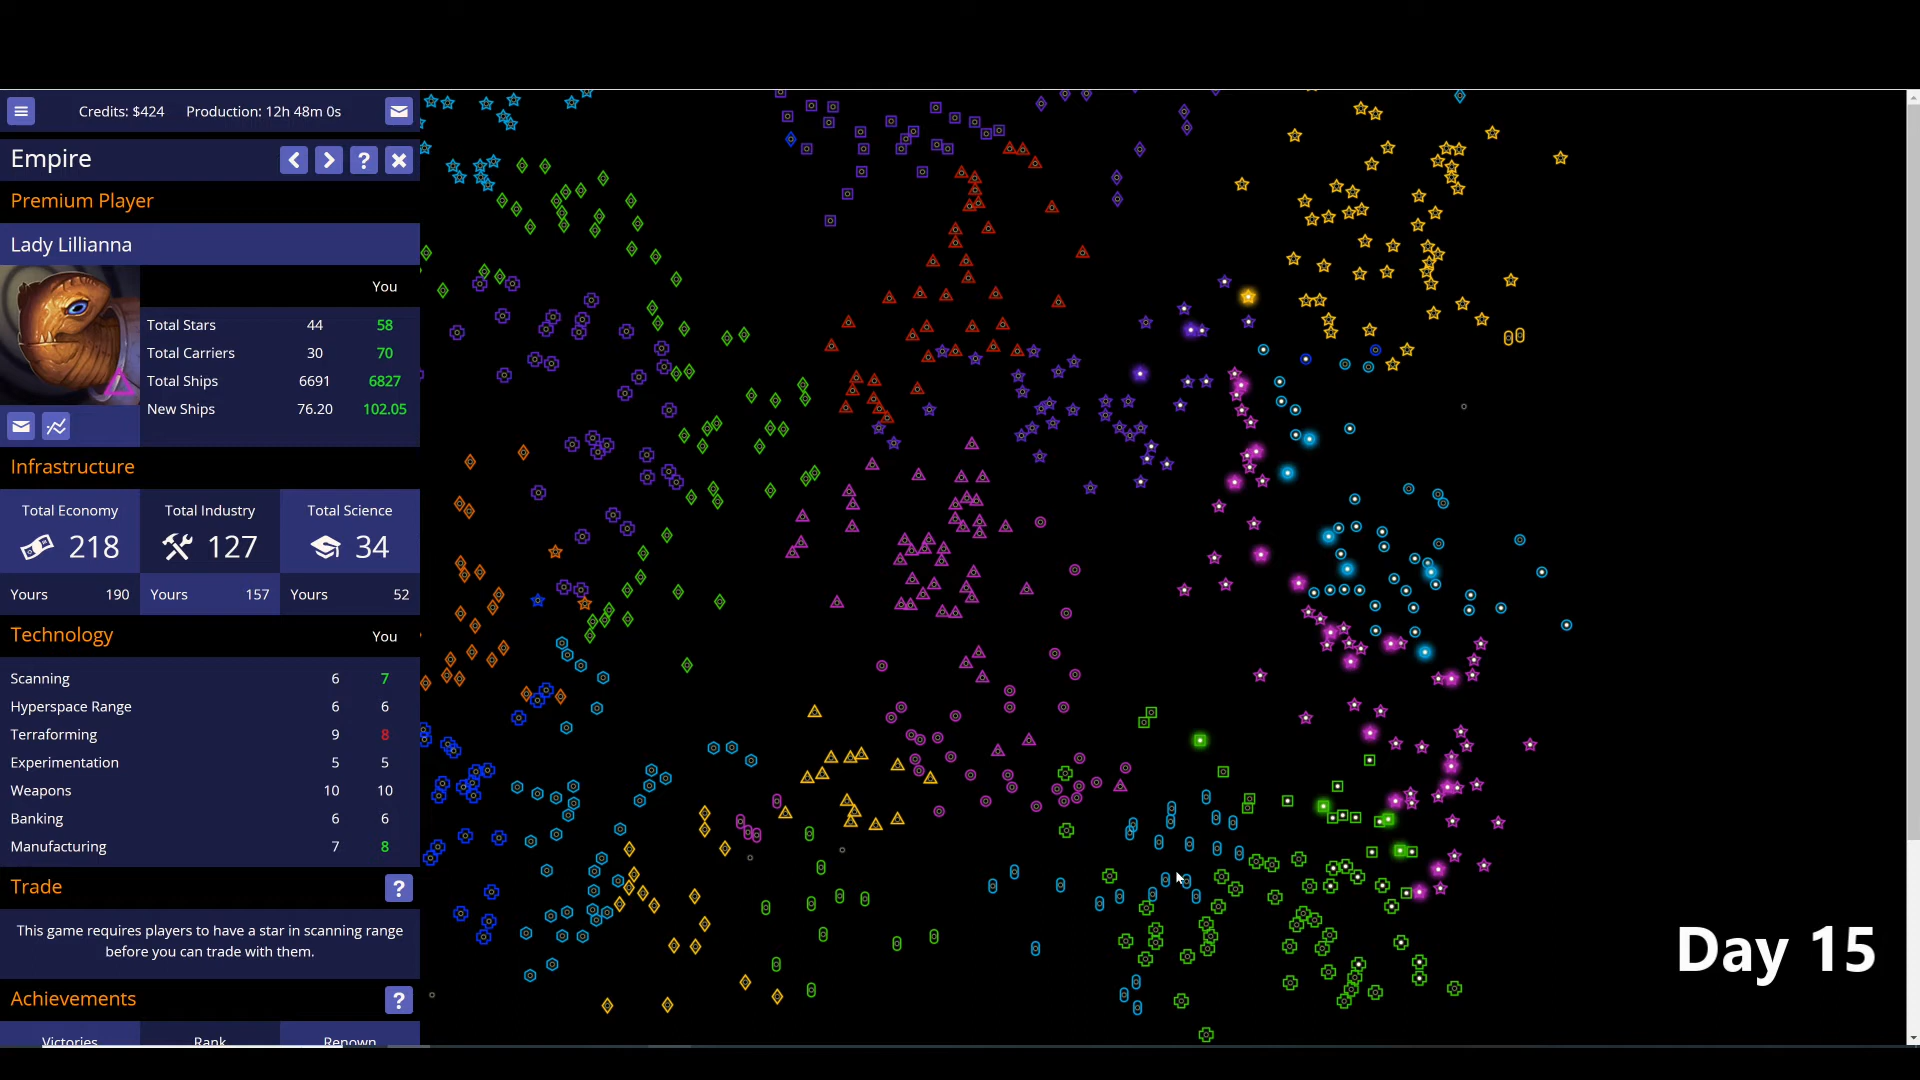 Credits: $424 Production: 12h 48m 0s
Empire
?
Premium Player
Lady Lillianna
You
Total Stars 44 58
Total Carriers 30 70
Total Ships 6691 6827
New Ships 76.20 102.05
Infrastructure
Total Economy Total Industry Total Science
218 127 34
Yours 190 Yours 157 Yours 52
Technology You
Scanning 6 7
Hyperspace Range 6 6
Terraforming 9 8
Experimentation 5 5
Weapons 10 10
Banking 6 6
Manufacturing 7 8
Trade ?
This game requires players to have a star in scanning range
before you can trade with them.
Achievements ?
Victories Rank Renown
Day 15